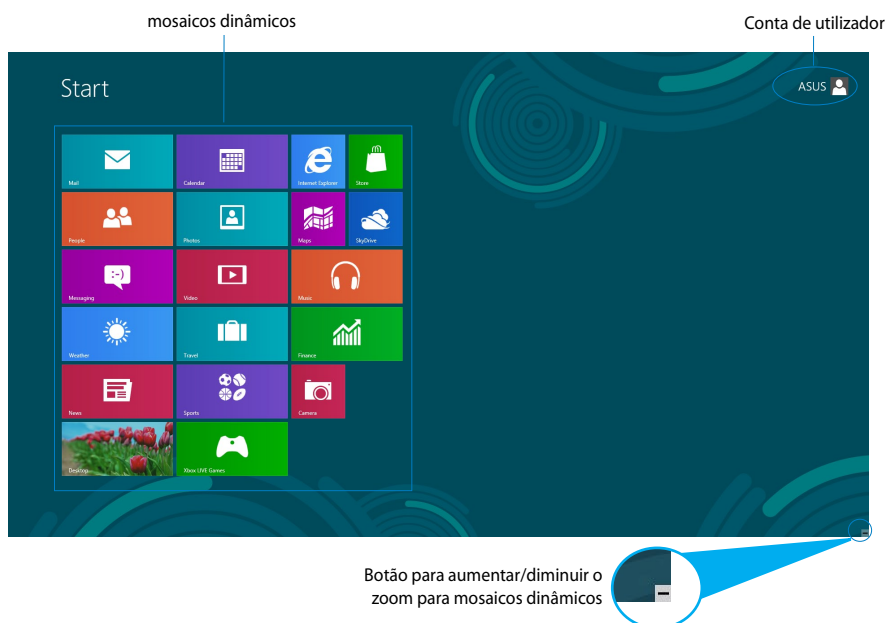 mosaicos dinâmicos
Conta de utilizador
Start
ASUS
Mail
Calendar
Internet Explorer
Store
People
Photos
Maps
SkyDrive
Messaging
Video
Music
Weather
Travel
Finance
News
Sports
Camera
Desktop
Xbox LIVE Games
Botão para aumentar/diminuir o
zoom para mosaicos dinâmicos